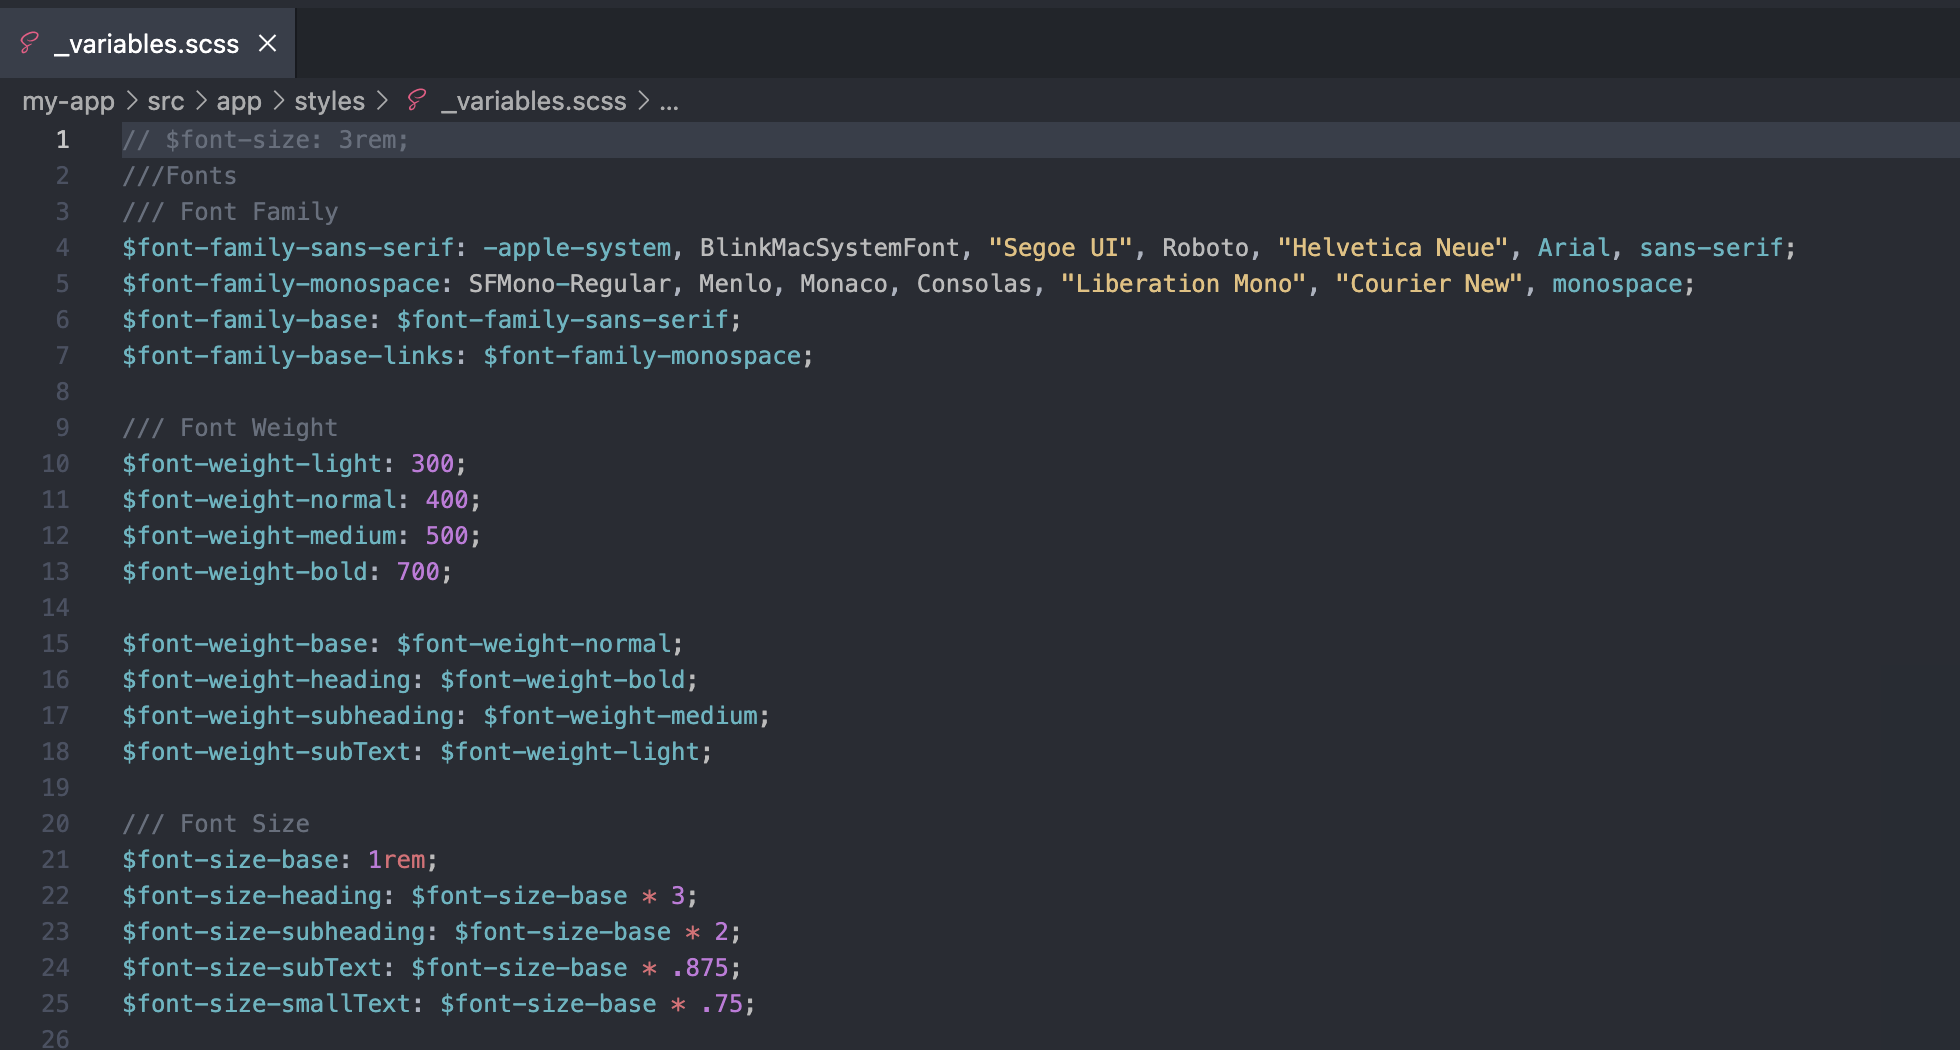 _variables.scss
my-app > src > app > styles > _variables.scss > ...
1 // $font-size: 3rem;
2 ///Fonts
3 /// Font Family
4 $font-family-sans-serif: -apple-system, BlinkMacSystemFont, "Segoe UI", Roboto, "Helvetica Neue", Arial, sans-serif;
5 $font-family-monospace: SFMono-Regular, Menlo, Monaco, Consolas, "Liberation Mono", "Courier New", monospace;
6 $font-family-base: $font-family-sans-serif;
7 $font-family-base-links: $font-family-monospace;
8
9 /// Font Weight
10 $font-weight-light: 300;
11 $font-weight-normal: 400;
12 $font-weight-medium: 500;
13 $font-weight-bold: 700;
14
15 $font-weight-base: $font-weight-normal;
16 $font-weight-heading: $font-weight-bold;
17 $font-weight-subheading: $font-weight-medium;
18 $font-weight-subText: $font-weight-light;
19
20 /// Font Size
21 $font-size-base: 1rem;
22 $font-size-heading: $font-size-base * 3;
23 $font-size-subheading: $font-size-base * 2;
24 $font-size-subText: $font-size-base * .875;
25 $font-size-smallText: $font-size-base * .75;
26